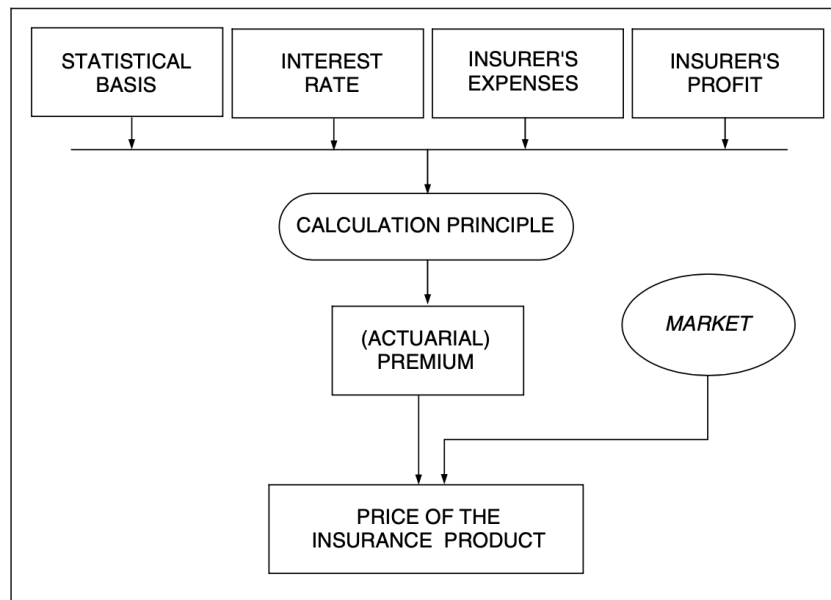 STATISTICAL
BASIS
INTEREST
RATE
INSURER'S
EXPENSES
INSURER'S
PROFIT
CALCULATION PRINCIPLE
(ACTUARIAL)
PREMIUM
MARKET
PRICE OF THE
INSURANCE PRODUCT